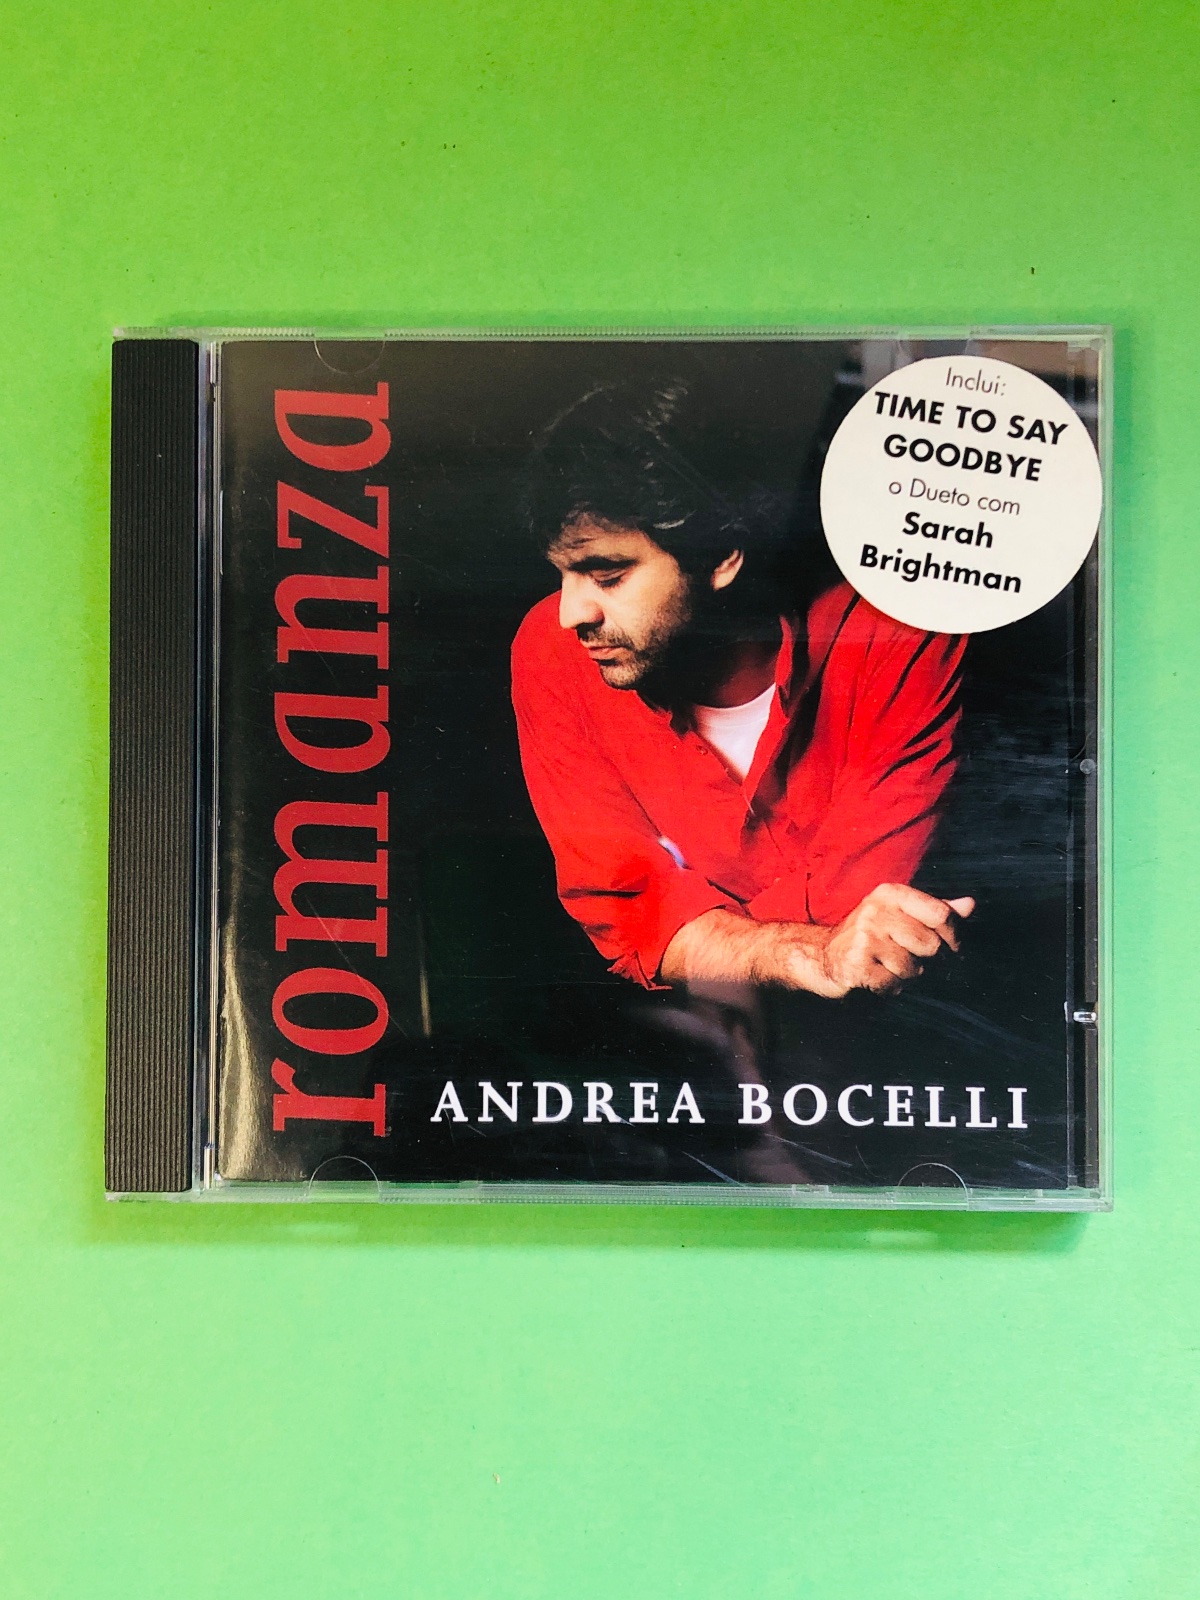 romanza
Inclui:
TIME TO SAY
GOODBYE
o Dueto com
Sarah
Brightman
ANDREA BOCELLI